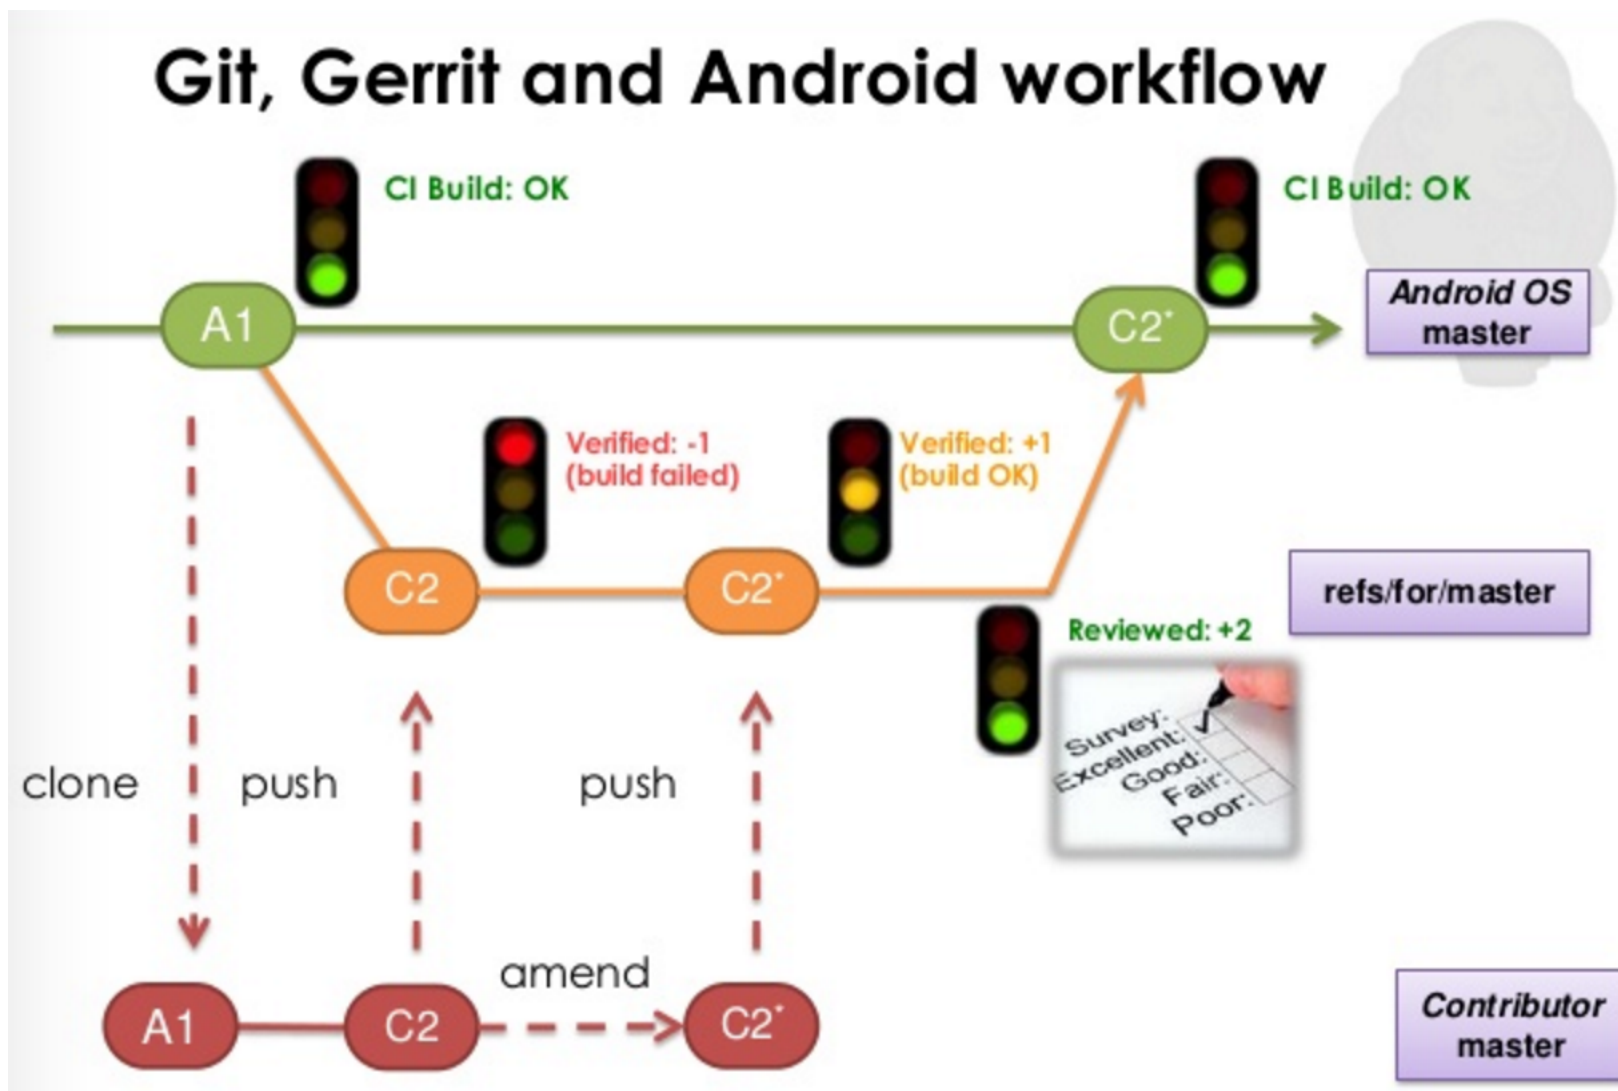 Git, Gerrit and Android workflow
CI Build: OK
CI Build: OK
A1
C2*
Android OS
master
Verified: -1
(build failed)
Verified: +1
(build OK)
C2
C2*
refs/for/master
Reviewed: +2
Survey:
Excellent:
Good:
Fair:
Poor:
clone
push
push
amend
A1
C2
C2*
Contributor
master